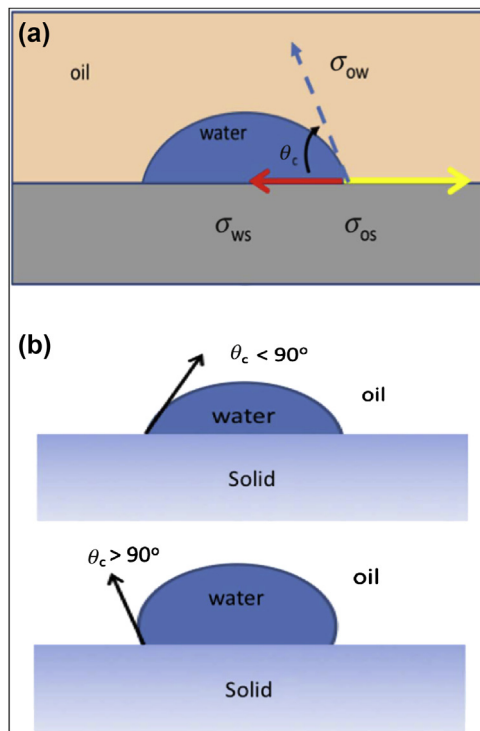 (a)
oil
σow
water
θc
σws
σos
(b)
θc < 90°
oil
water
Solid
θc > 90°
oil
water
Solid